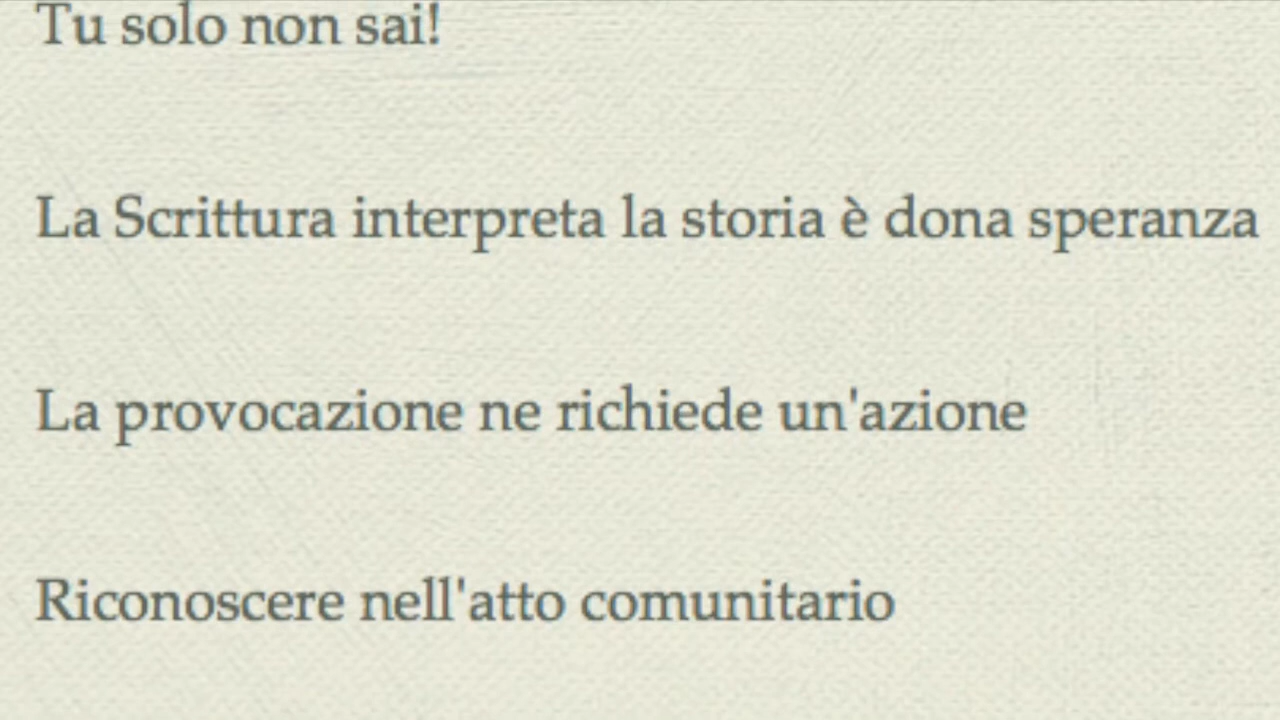 Tu solo non sai!
La Scrittura interpreta la storia è dona speranza
La provocazione ne richiede un'azione
Riconoscere nell'atto comunitario